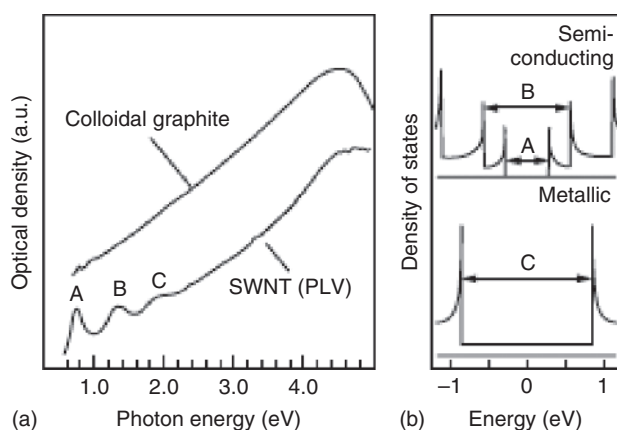 Optical density (a.u.)
Colloidal graphite
A
B
C
SWNT (PLV)
1.0
2.0
3.0
4.0
(a)
Photon energy (eV)
Density of states
Semi-
conducting
B
A
Metallic
C
−1
0
1
(b)
Energy (eV)